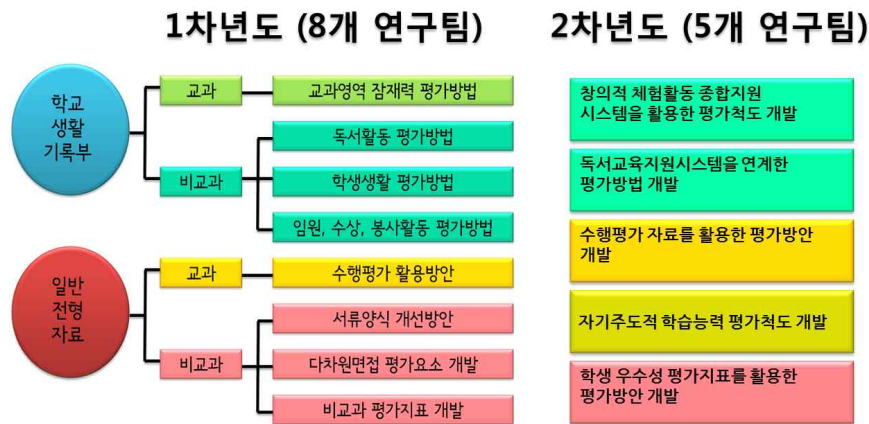 1차년도 (8개 연구팀)
2차년도 (5개 연구팀)
학교
생활
기록부
교과
교과영역 잠재력 평가방법
비교과
독서활동 평가방법
학생생활 평가방법
임원, 수상, 봉사활동 평가방법
일반
전형
자료
교과
수행평가 활용방안
비교과
서류양식 개선방안
다차원면접 평가요소 개발
비교과 평가지표 개발
창의적 체험활동 종합지원
시스템을 활용한 평가척도 개발
독서교육지원시스템을 연계한
평가방법 개발
수행평가 자료를 활용한 평가방안
개발
자기주도적 학습능력 평가척도 개발
학생 우수성 평가지표를 활용한
평가방안 개발